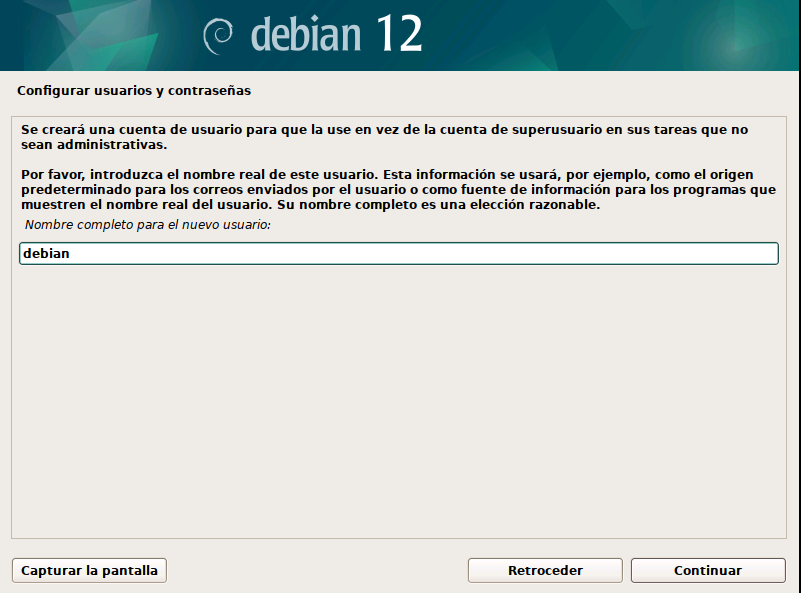 debian 12
Configurar usuarios y contraseñas
Se creará una cuenta de usuario para que la use en vez de la cuenta de superusuario en sus tareas que no
sean administrativas.
Por favor, introduzca el nombre real de este usuario. Esta información se usará, por ejemplo, como el origen
predeterminado para los correos enviados por el usuario o como fuente de información para los programas que
muestren el nombre real del usuario. Su nombre completo es una elección razonable.
Nombre completo para el nuevo usuario:
debian
Capturar la pantalla
Retroceder
Continuar